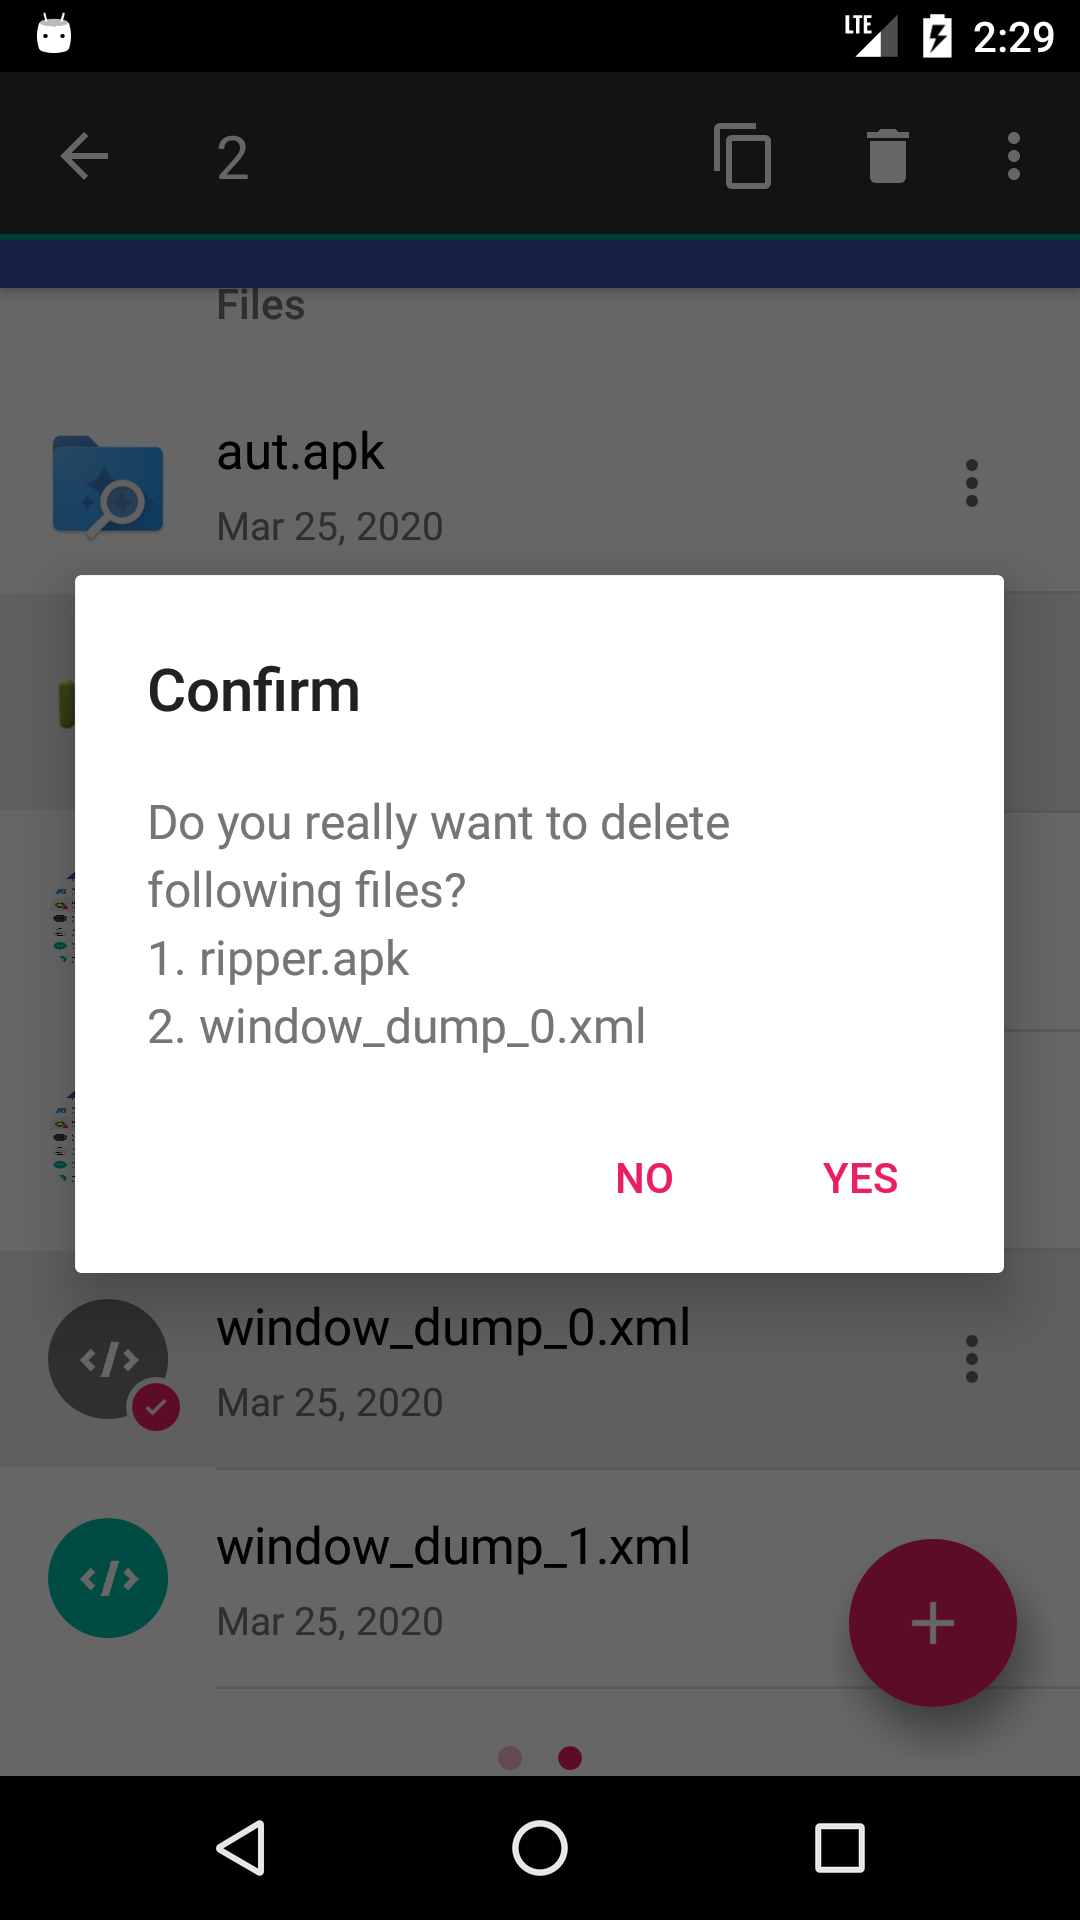 LTE 2:29
2
Files
aut.apk
Mar 25, 2020
Confirm
Do you really want to delete
following files?
1. ripper.apk
2. window_dump_0.xml
NO YES
window_dump_0.xml
Mar 25, 2020
window_dump_1.xml
Mar 25, 2020